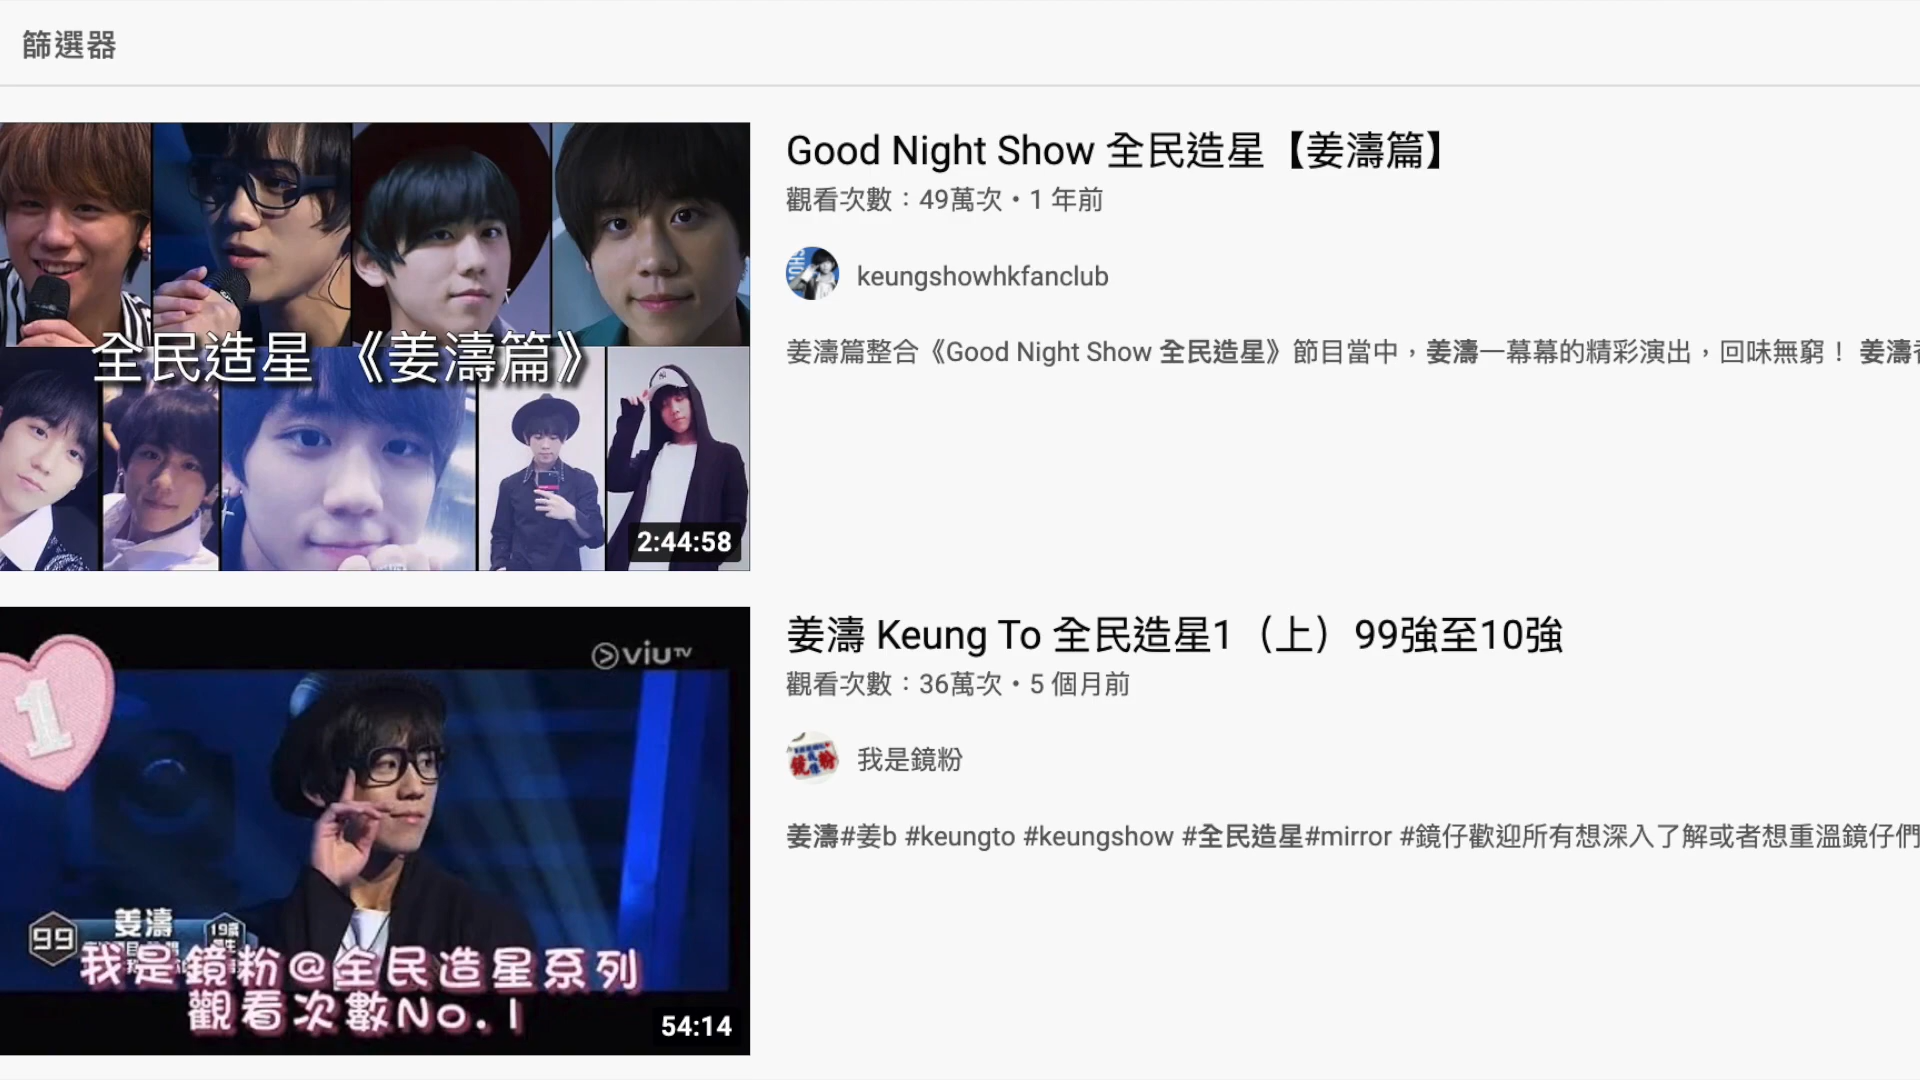 篩選器
全民造星 《姜濤篇》
2:44:58
Good Night Show 全民造星【姜濤篇】
觀看次數：49萬次・1 年前
keungshowhkfanclub
姜濤篇整合《Good Night Show 全民造星》節目當中，姜濤一幕幕的精彩演出，回味無窮！ 姜濤
1
viuTV
99
姜濤
19歲
我是鏡粉@全民造星系列
觀看次數No.1
54:14
姜濤 Keung To 全民造星1（上）99強至10強
觀看次數：36萬次・5 個月前
我是鏡粉
姜濤#姜b #keungto #keungshow #全民造星#mirror #鏡仔歡迎所有想深入了解或者想重溫鏡仔們